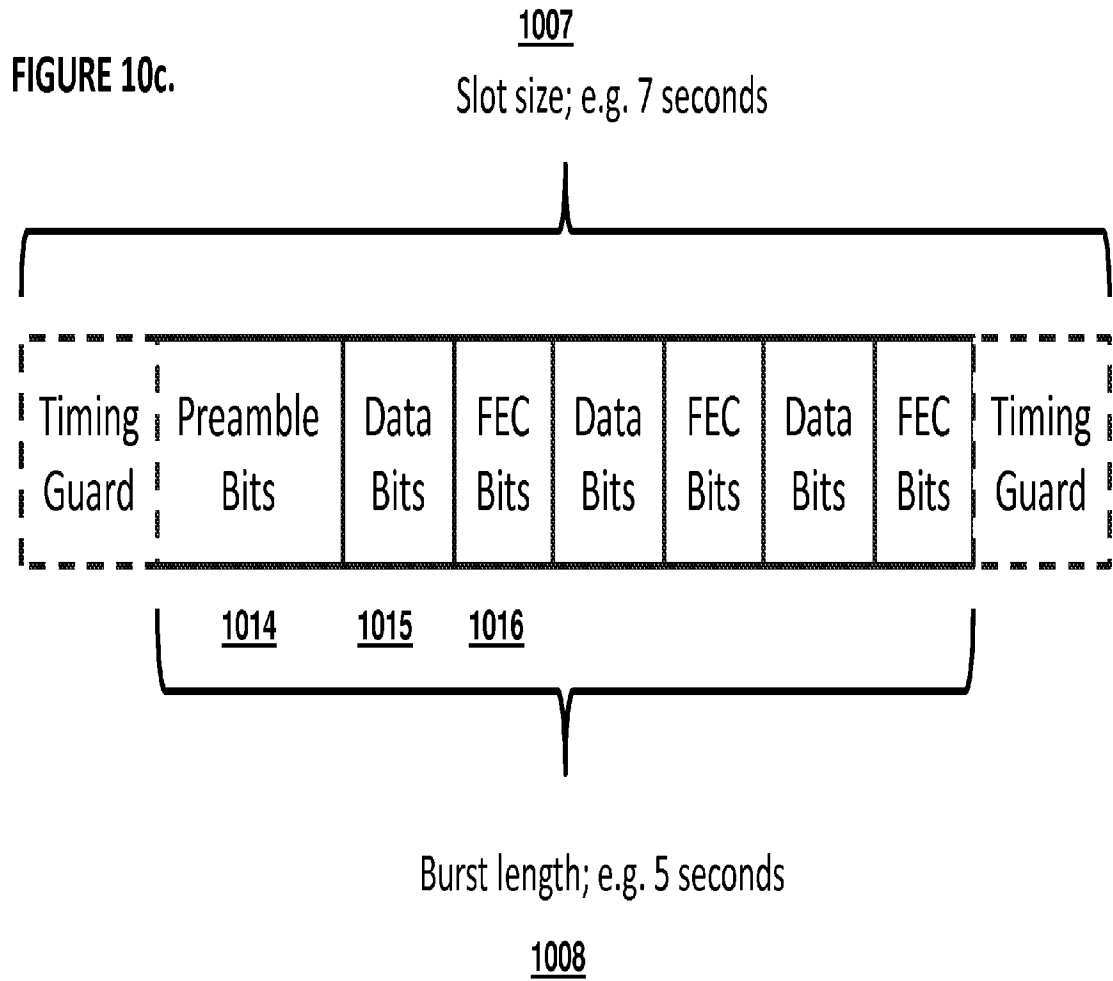 1007
FIGURE 10c.
Slot size; e.g. 7 seconds
Timing Guard
Preamble Bits
Data Bits
FEC Bits
Data Bits
FEC Bits
Data Bits
FEC Bits
Timing Guard
1014 1015 1016
Burst length; e.g. 5 seconds
1008